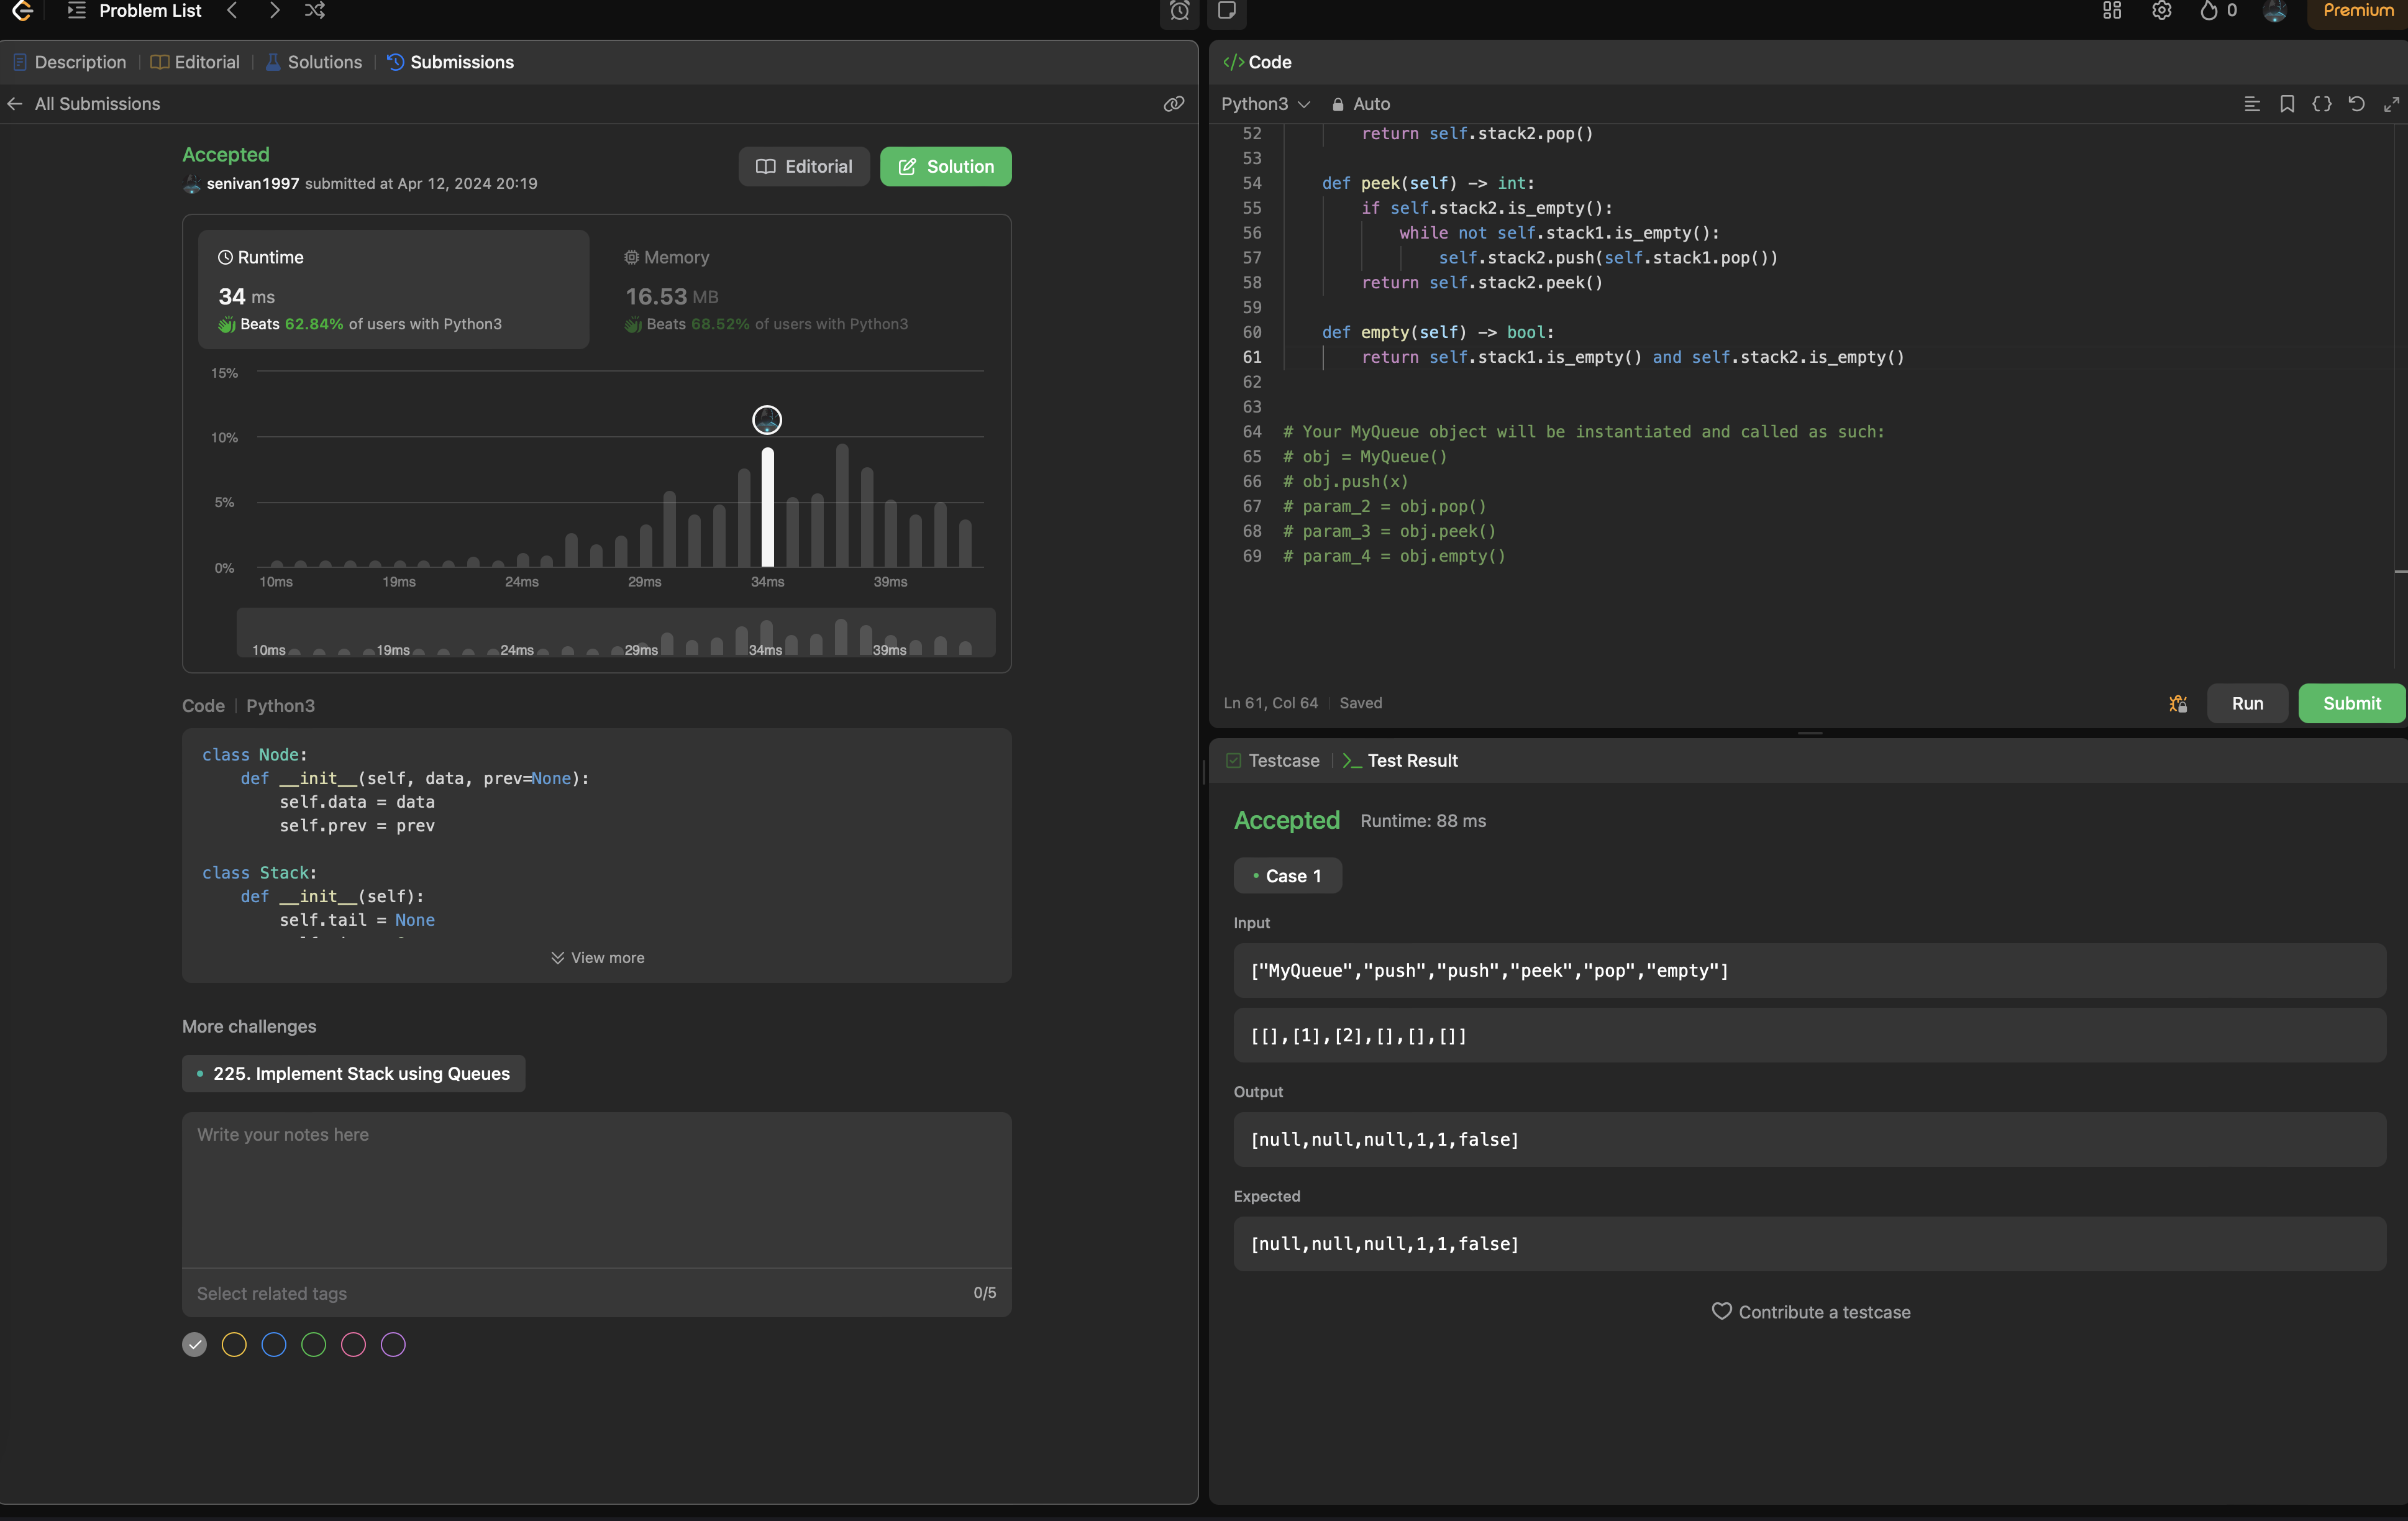 Problem List
0
Premium
Description
Editorial
Solutions
Submissions
All Submissions
Accepted
senivan1997 submitted at Apr 12, 2024 20:19
Editorial
Solution
Runtime
34 ms
Beats 62.84% of users with Python3
Memory
16.53 MB
Beats 68.52% of users with Python3
15%
10%
5%
0%
10ms 19ms 24ms 29ms 34ms 39ms
10ms 19ms 24ms 29ms 34ms 39ms
Code | Python3
class Node:
    def __init__(self, data, prev=None):
        self.data = data
        self.prev = prev
class Stack:
    def __init__(self):
        self.tail = None
View more
More challenges
225. Implement Stack using Queues
Write your notes here
Select related tags
0/5
</> Code
Python3
Auto
52         return self.stack2.pop()
53
54     def peek(self) -> int:
55         if self.stack2.is_empty():
56             while not self.stack1.is_empty():
57                 self.stack2.push(self.stack1.pop())
58         return self.stack2.peek()
59
60     def empty(self) -> bool:
61         return self.stack1.is_empty() and self.stack2.is_empty()
62
63
64 # Your MyQueue object will be instantiated and called as such:
65 # obj = MyQueue()
66 # obj.push(x)
67 # param_2 = obj.pop()
68 # param_3 = obj.peek()
69 # param_4 = obj.empty()
Ln 61, Col 64 | Saved
Run
Submit
Testcase
Test Result
Accepted
Runtime: 88 ms
Case 1
Input
["MyQueue","push","push","peek","pop","empty"]
[[],[1],[2],[],[],[]]
Output
[null,null,null,1,1,false]
Expected
[null,null,null,1,1,false]
Contribute a testcase